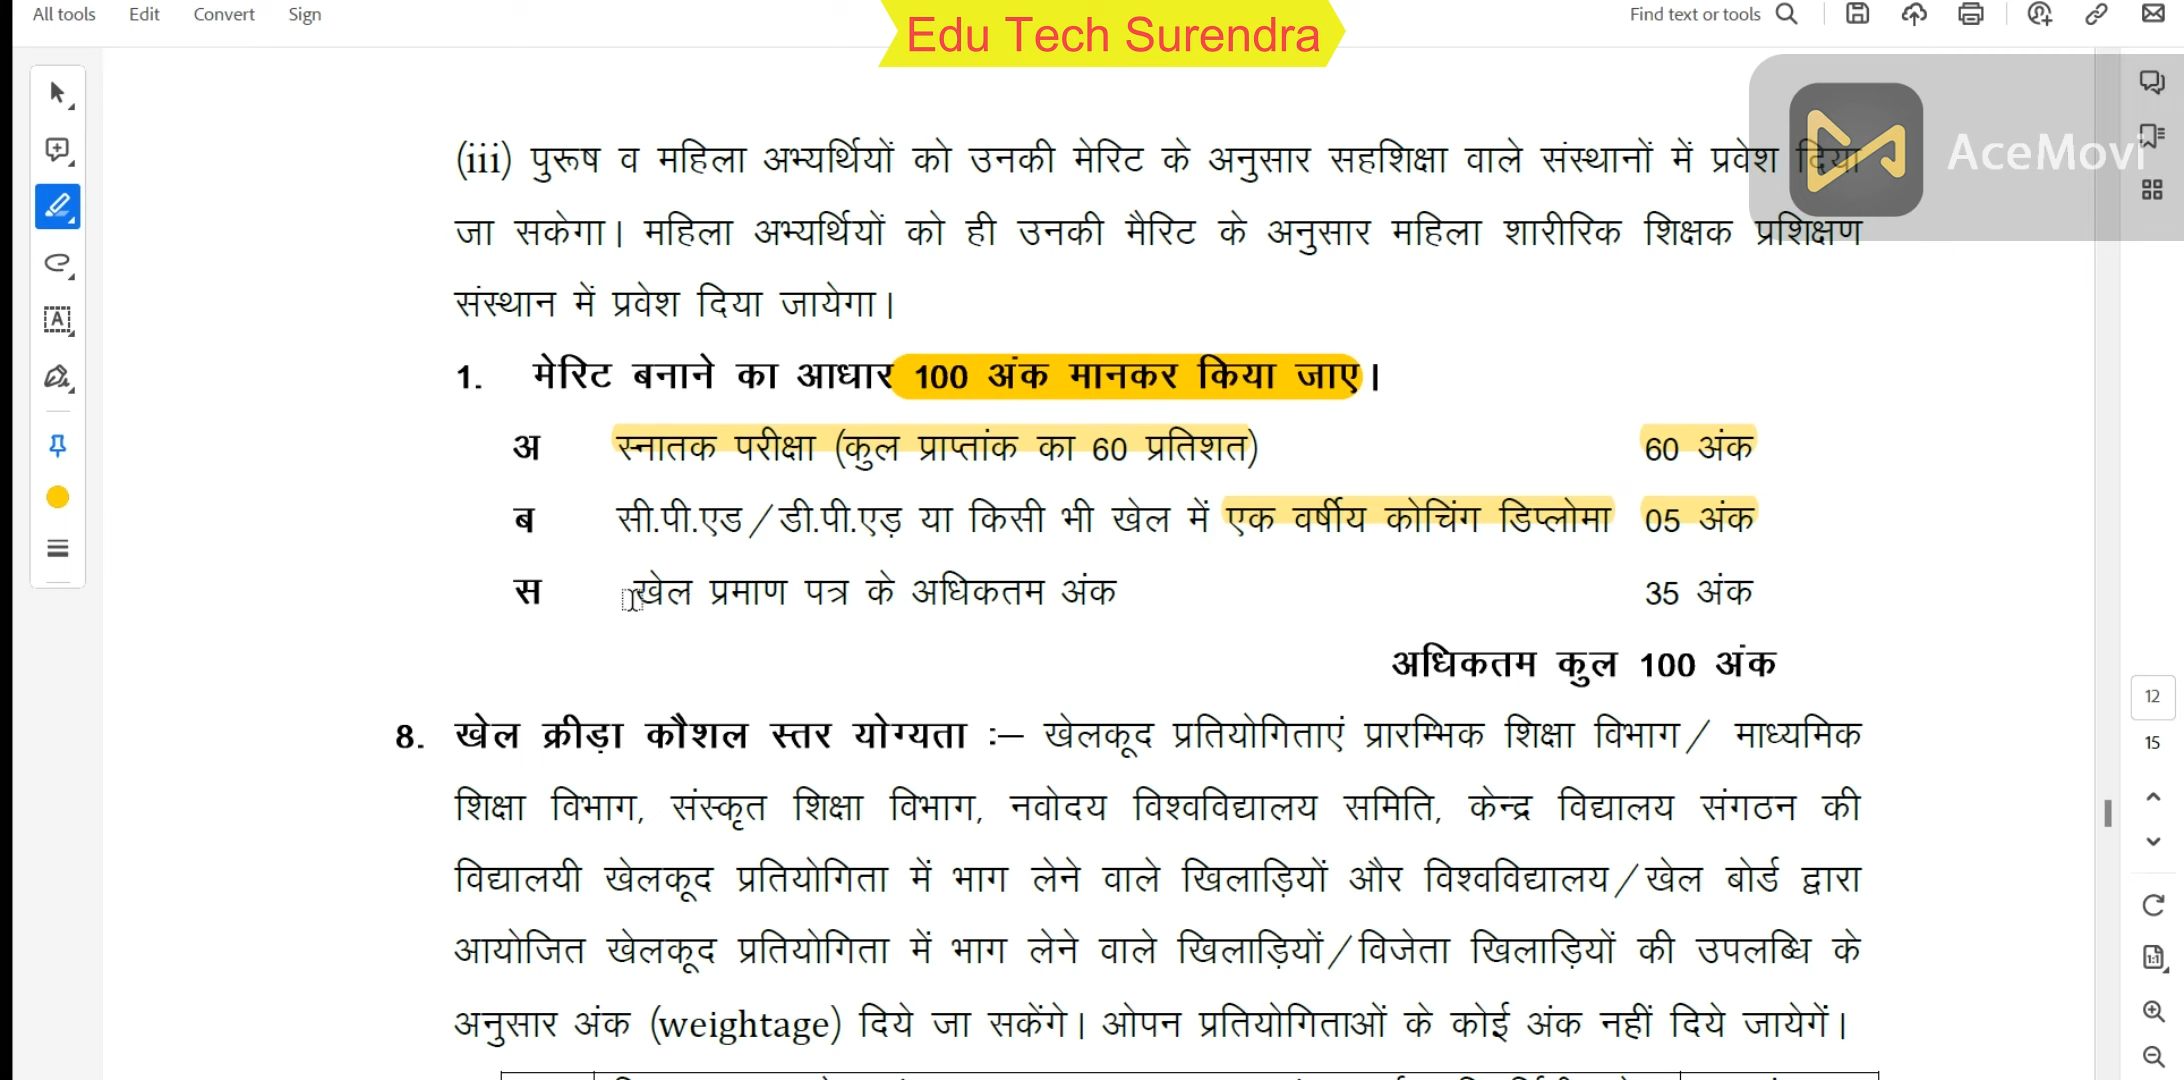 All tools Edit Convert Sign
Edu Tech Surendra
Find text or tools
AceMovi
(iii) पुरूष व महिला अभ्यर्थियों को उनकी मेरिट के अनुसार सहशिक्षा वाले संस्थानों में प्रवेश दिया
जा सकेगा। महिला अभ्यर्थियों को ही उनकी मैरिट के अनुसार महिला शारीरिक शिक्षक प्रशिक्षण
संस्थान में प्रवेश दिया जायेगा।
1. मेरिट बनाने का आधार 100 अंक मानकर किया जाए।
अ स्नातक परीक्षा (कुल प्राप्तांक का 60 प्रतिशत) 60 अंक
ब सी.पी.एड/डी.पी.एड़ या किसी भी खेल में एक वर्षीय कोचिंग डिप्लोमा 05 अंक
स खेल प्रमाण पत्र के अधिकतम अंक 35 अंक
अधिकतम कुल 100 अंक
8. खेल क्रीड़ा कौशल स्तर योग्यता :– खेलकूद प्रतियोगिताएं प्रारम्भिक शिक्षा विभाग/ माध्यमिक
शिक्षा विभाग, संस्कृत शिक्षा विभाग, नवोदय विश्वविद्यालय समिति, केन्द्र विद्यालय संगठन की
विद्यालयी खेलकूद प्रतियोगिता में भाग लेने वाले खिलाड़ियों और विश्वविद्यालय/खेल बोर्ड द्वारा
आयोजित खेलकूद प्रतियोगिता में भाग लेने वाले खिलाड़ियों/विजेता खिलाड़ियों की उपलब्धि के
अनुसार अंक (weightage) दिये जा सकेंगे। ओपन प्रतियोगिताओं के कोई अंक नहीं दिये जायेगें।
12
15